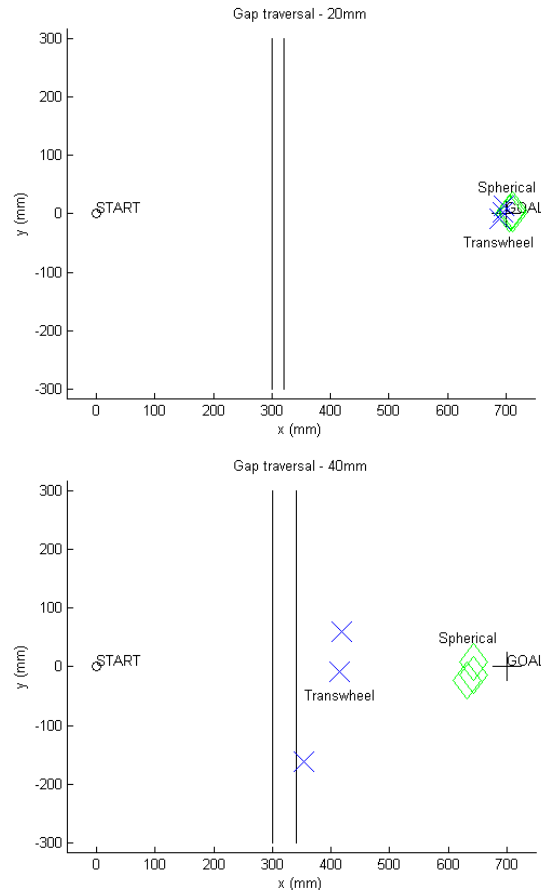 Gap traversal - 20mm
300
200
100
0
-100
-200
-300
y (mm)
START
Spherical
GOAL
Transwheel
0 100 200 300 400 500 600 700
x (mm)
Gap traversal - 40mm
300
200
100
0
-100
-200
-300
y (mm)
START
Spherical
GOAL
Transwheel
0 100 200 300 400 500 600 700
x (mm)